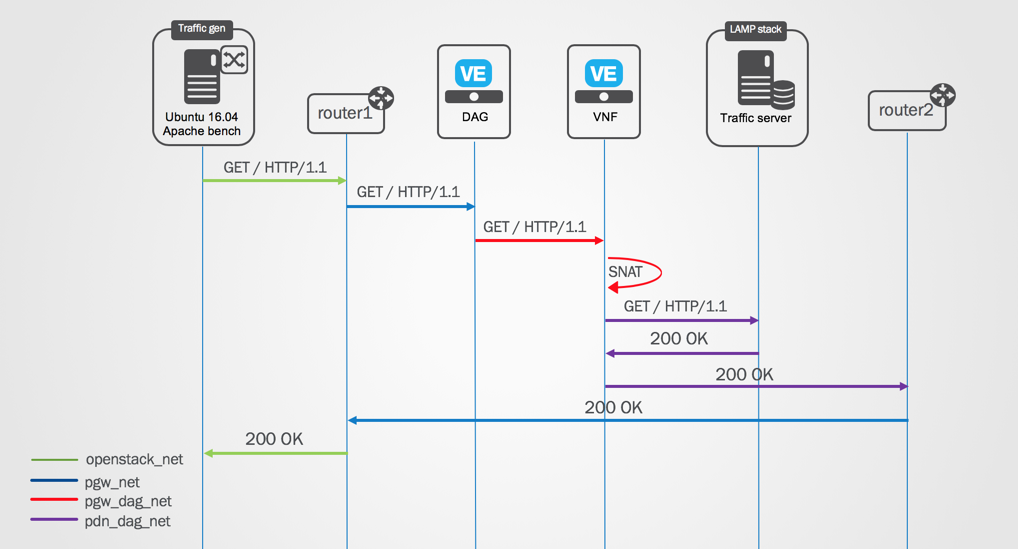 Traffic gen
LAMP stack
VE
VE
router1
router2
Ubuntu 16.04
Apache bench
DAG
VNF
Traffic server
GET / HTTP/1.1
GET / HTTP/1.1
GET / HTTP/1.1
SNAT
GET / HTTP/1.1
200 OK
200 OK
200 OK
200 OK
openstack_net
pgw_net
pgw_dag_net
pdn_dag_net